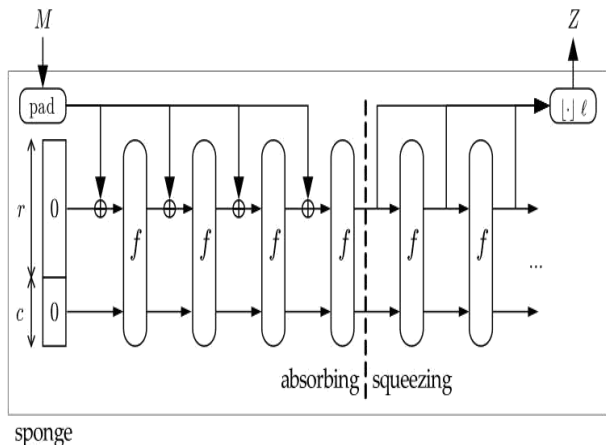 M Z
pad ⌊·⌋ ℓ
r 0
f f f f f f
...
c 0
absorbing squeezing
sponge